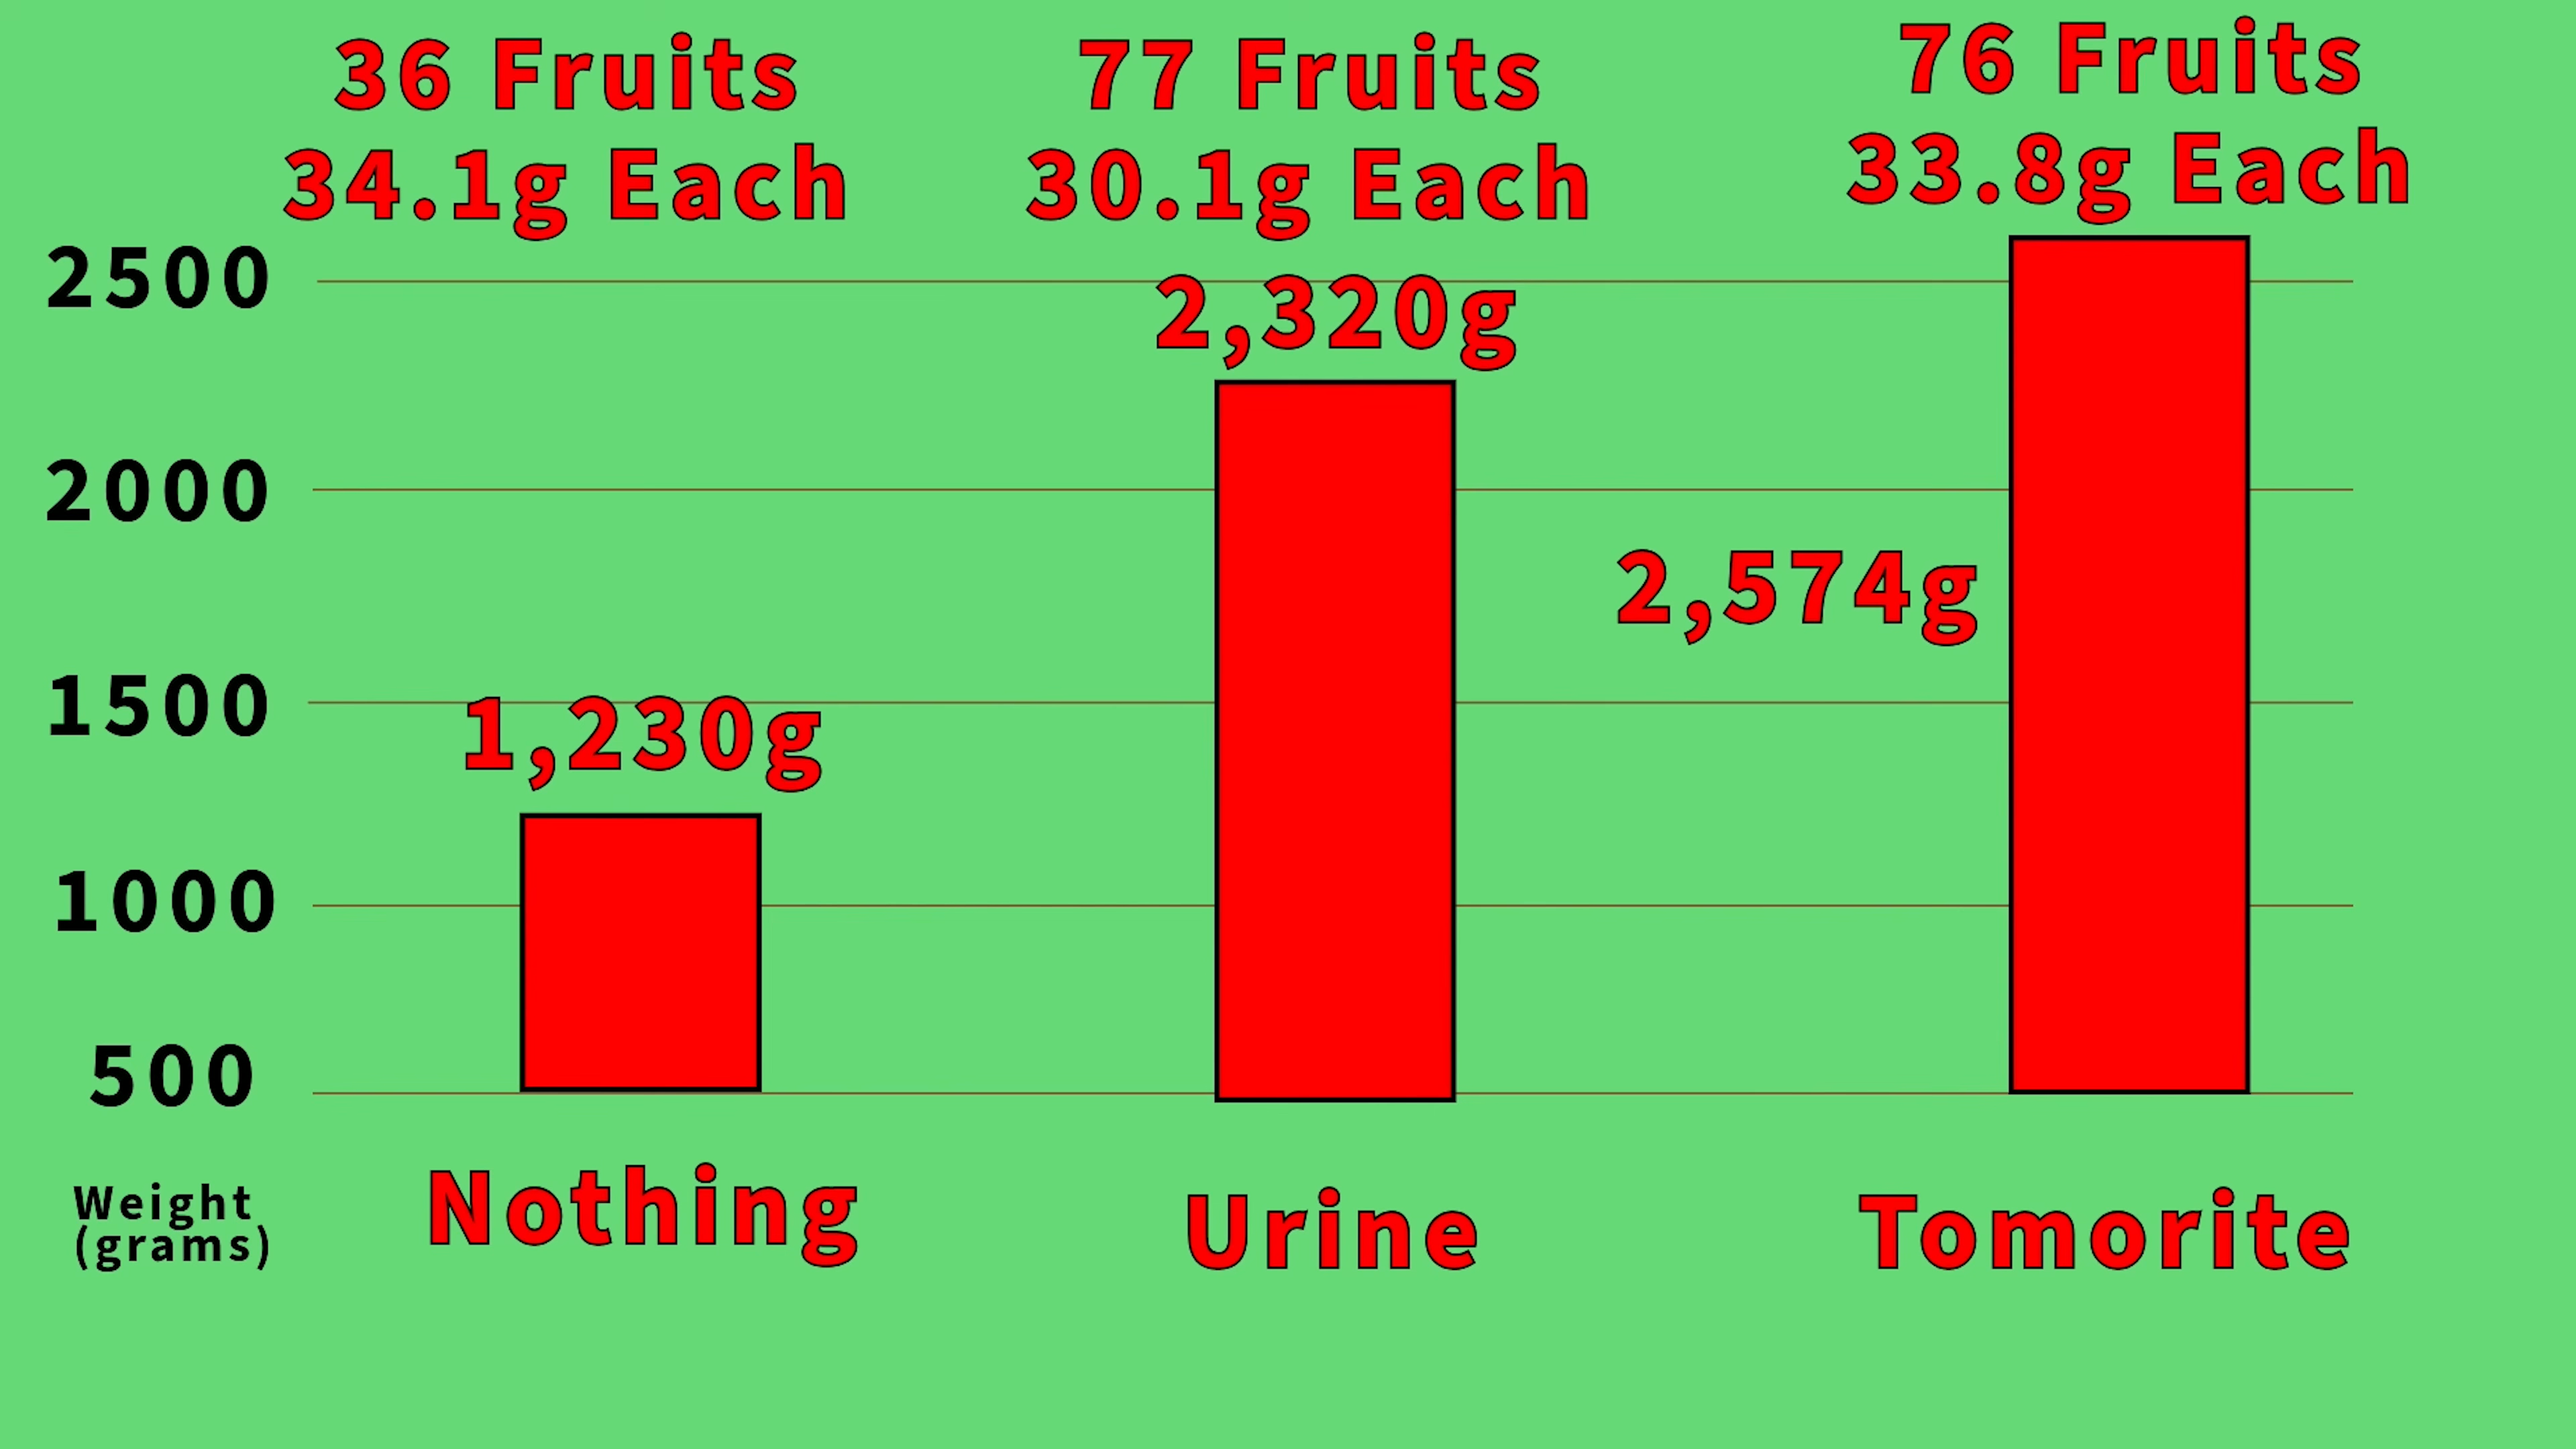 36 Fruits
34.1g Each
77 Fruits
30.1g Each
76 Fruits
33.8g Each
2500
2,320g
2000
2,574g
1500
1,230g
1000
500
Weight
(grams)
Nothing
Urine
Tomorite